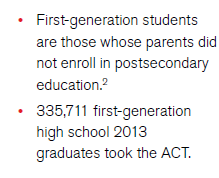 • First-generation students
are those whose parents did
not enroll in postsecondary
education.²
• 335,711 first-generation
high school 2013
graduates took the ACT.